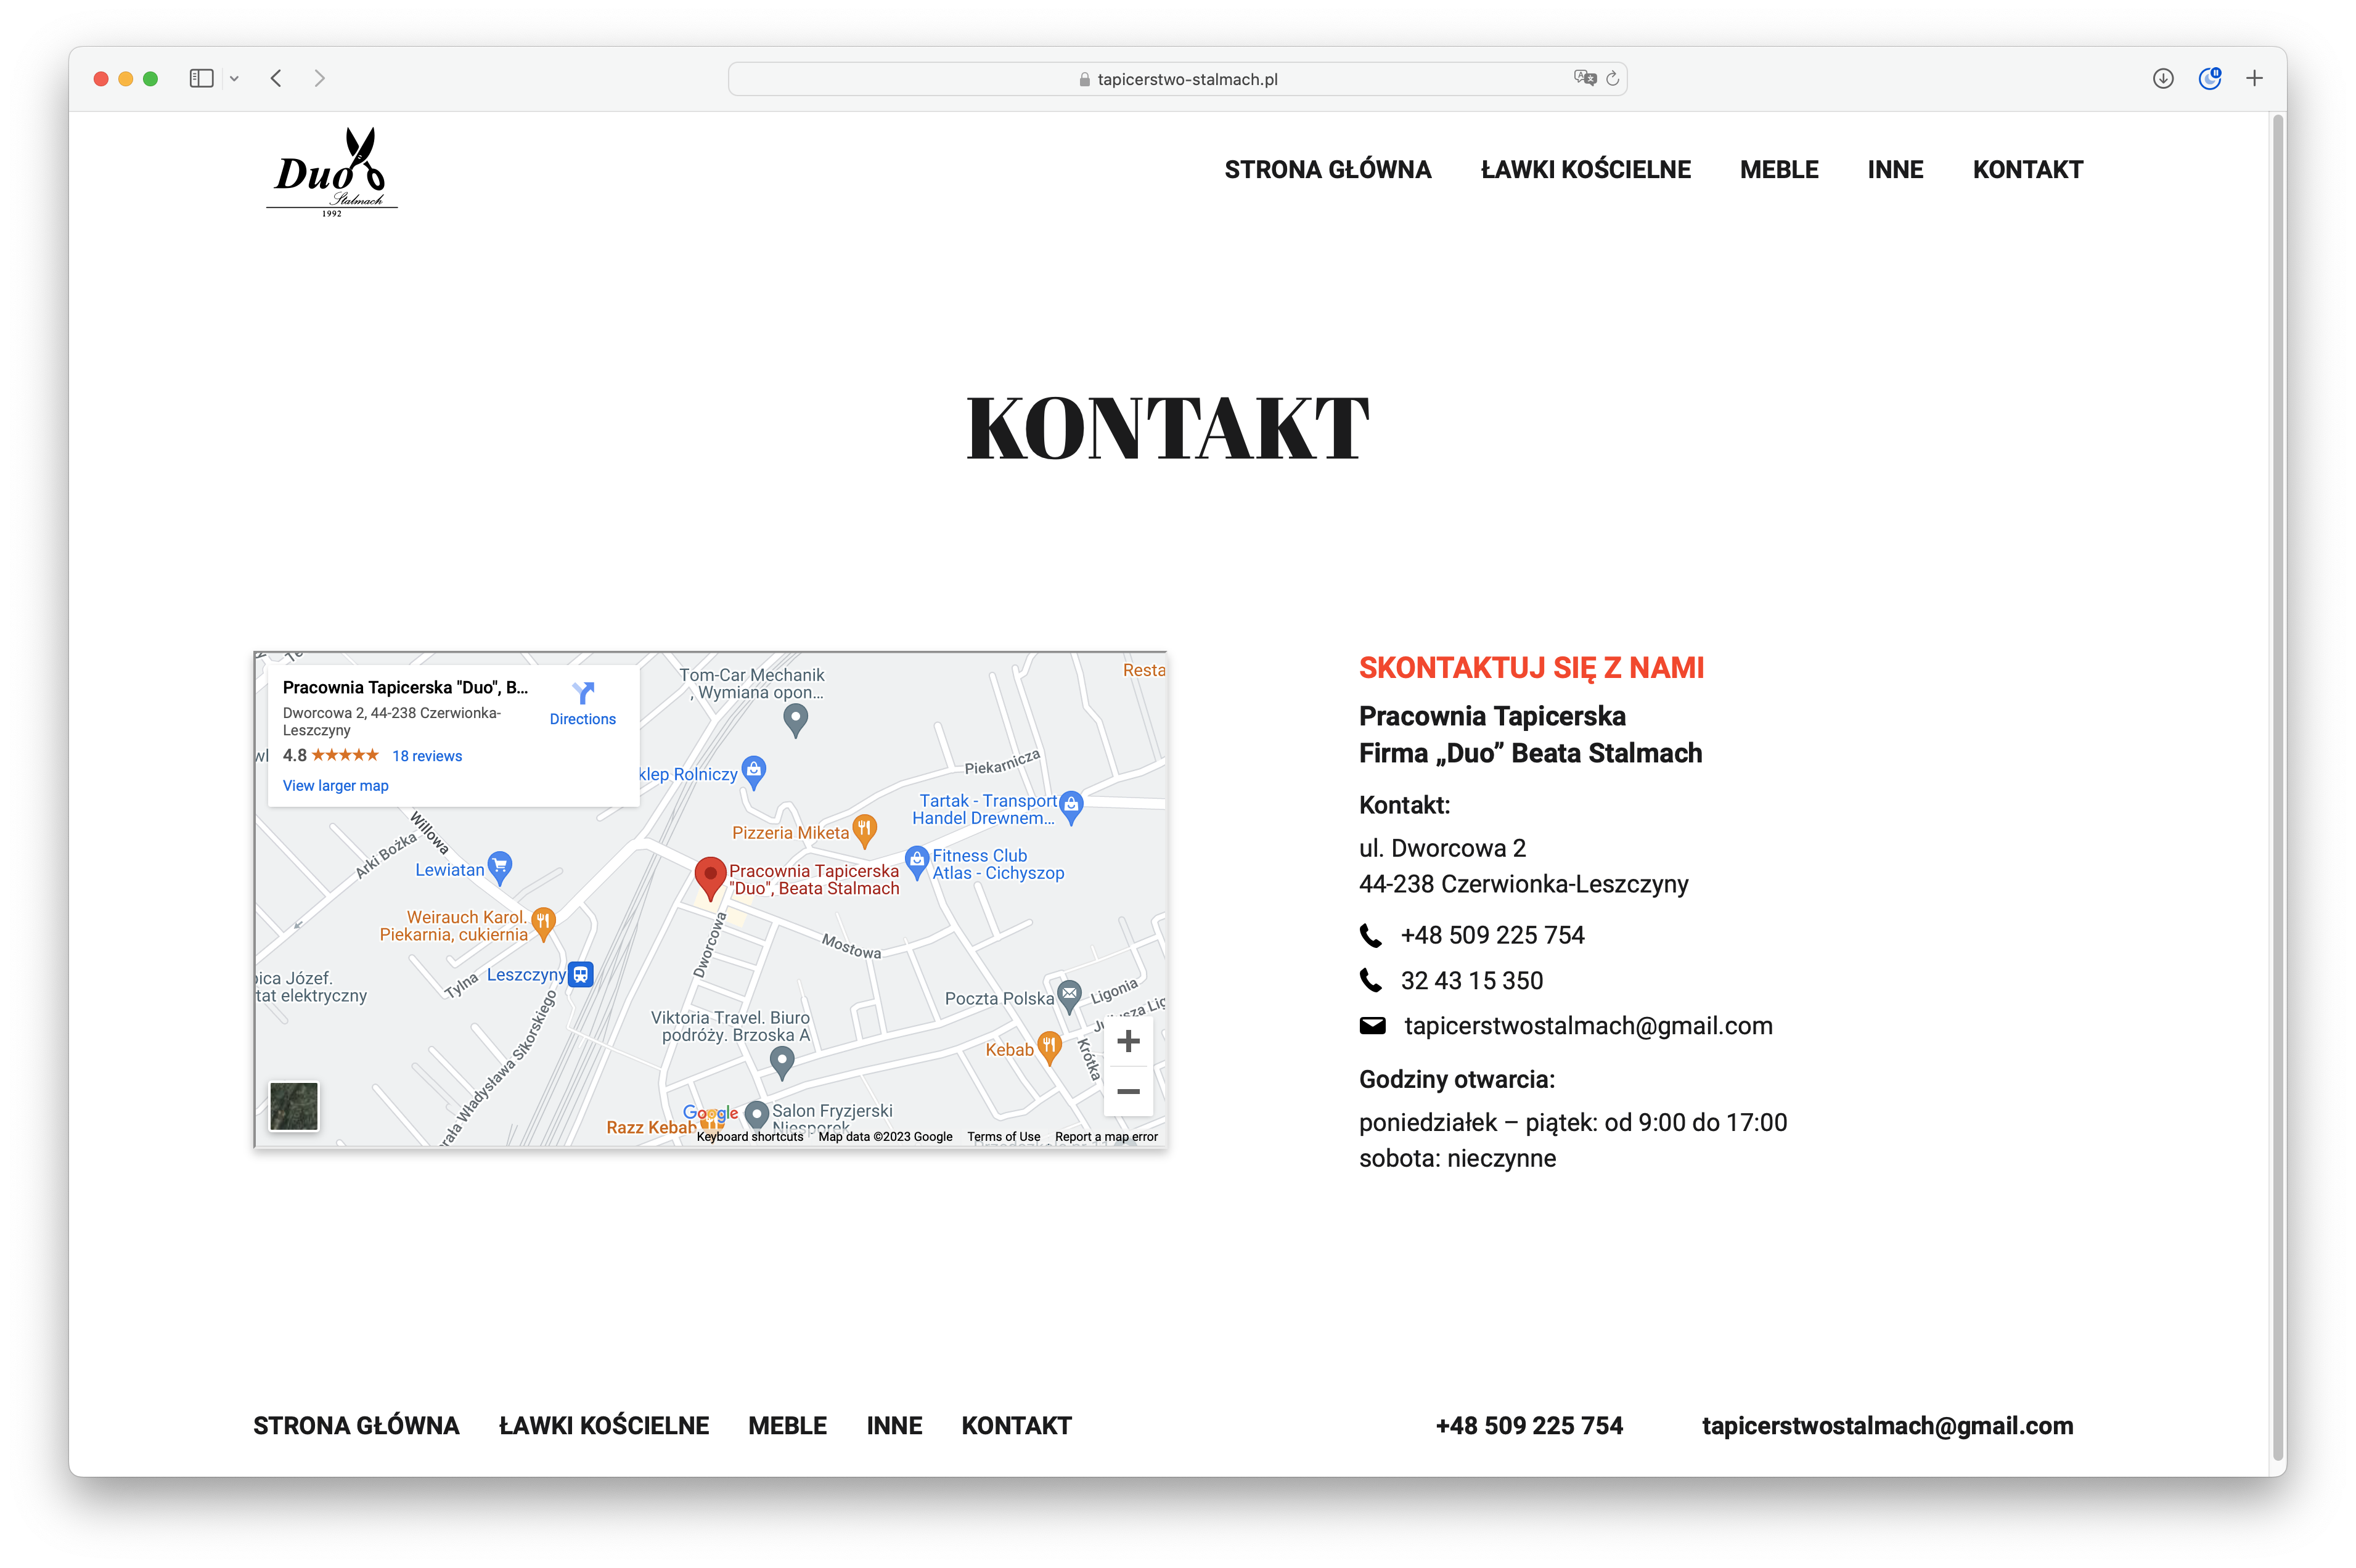 tapicerstwo-stalmach.pl
Duo
Stalmach
1992
STRONA GŁÓWNA
ŁAWKI KOŚCIELNE
MEBLE
INNE
KONTAKT
KONTAKT
Pracownia Tapicerska "Duo", B...
Dworcowa 2, 44-238 Czerwionka-
Leszczyny
4.8
18 reviews
View larger map
Directions
Tom-Car Mechanik
, Wymiana opon...
Resta
klep Rolniczy
Piekarnicza
Tartak - Transport
Handel Drewnem...
Pizzeria Miketa
Willowa
Arki Bożka
Lewiatan
Fitness Club
Atlas - Cichyszop
Pracownia Tapicerska
"Duo", Beata Stalmach
Weirauch Karol.
Piekarnia, cukiernia
Dworcowa
Mostowa
Leszczyny
Tylna
pica Józef.
tat elektryczny
rała Władysława Sikorskiego
Poczta Polska
Ligonia
Viktoria Travel. Biuro
podróży. Brzoska A
Kebab
Krótka
Google
Salon Fryzjerski
Niesporek
Razz Kebab
Keyboard shortcuts
Map data ©2023 Google
Terms of Use
Report a map error
SKONTAKTUJ SIĘ Z NAMI
Pracownia Tapicerska
Firma „Duo” Beata Stalmach
Kontakt:
ul. Dworcowa 2
44-238 Czerwionka-Leszczyny
+48 509 225 754
32 43 15 350
tapicerstwostalmach@gmail.com
Godziny otwarcia:
poniedziałek – piątek: od 9:00 do 17:00
sobota: nieczynne
STRONA GŁÓWNA
ŁAWKI KOŚCIELNE
MEBLE
INNE
KONTAKT
+48 509 225 754
tapicerstwostalmach@gmail.com